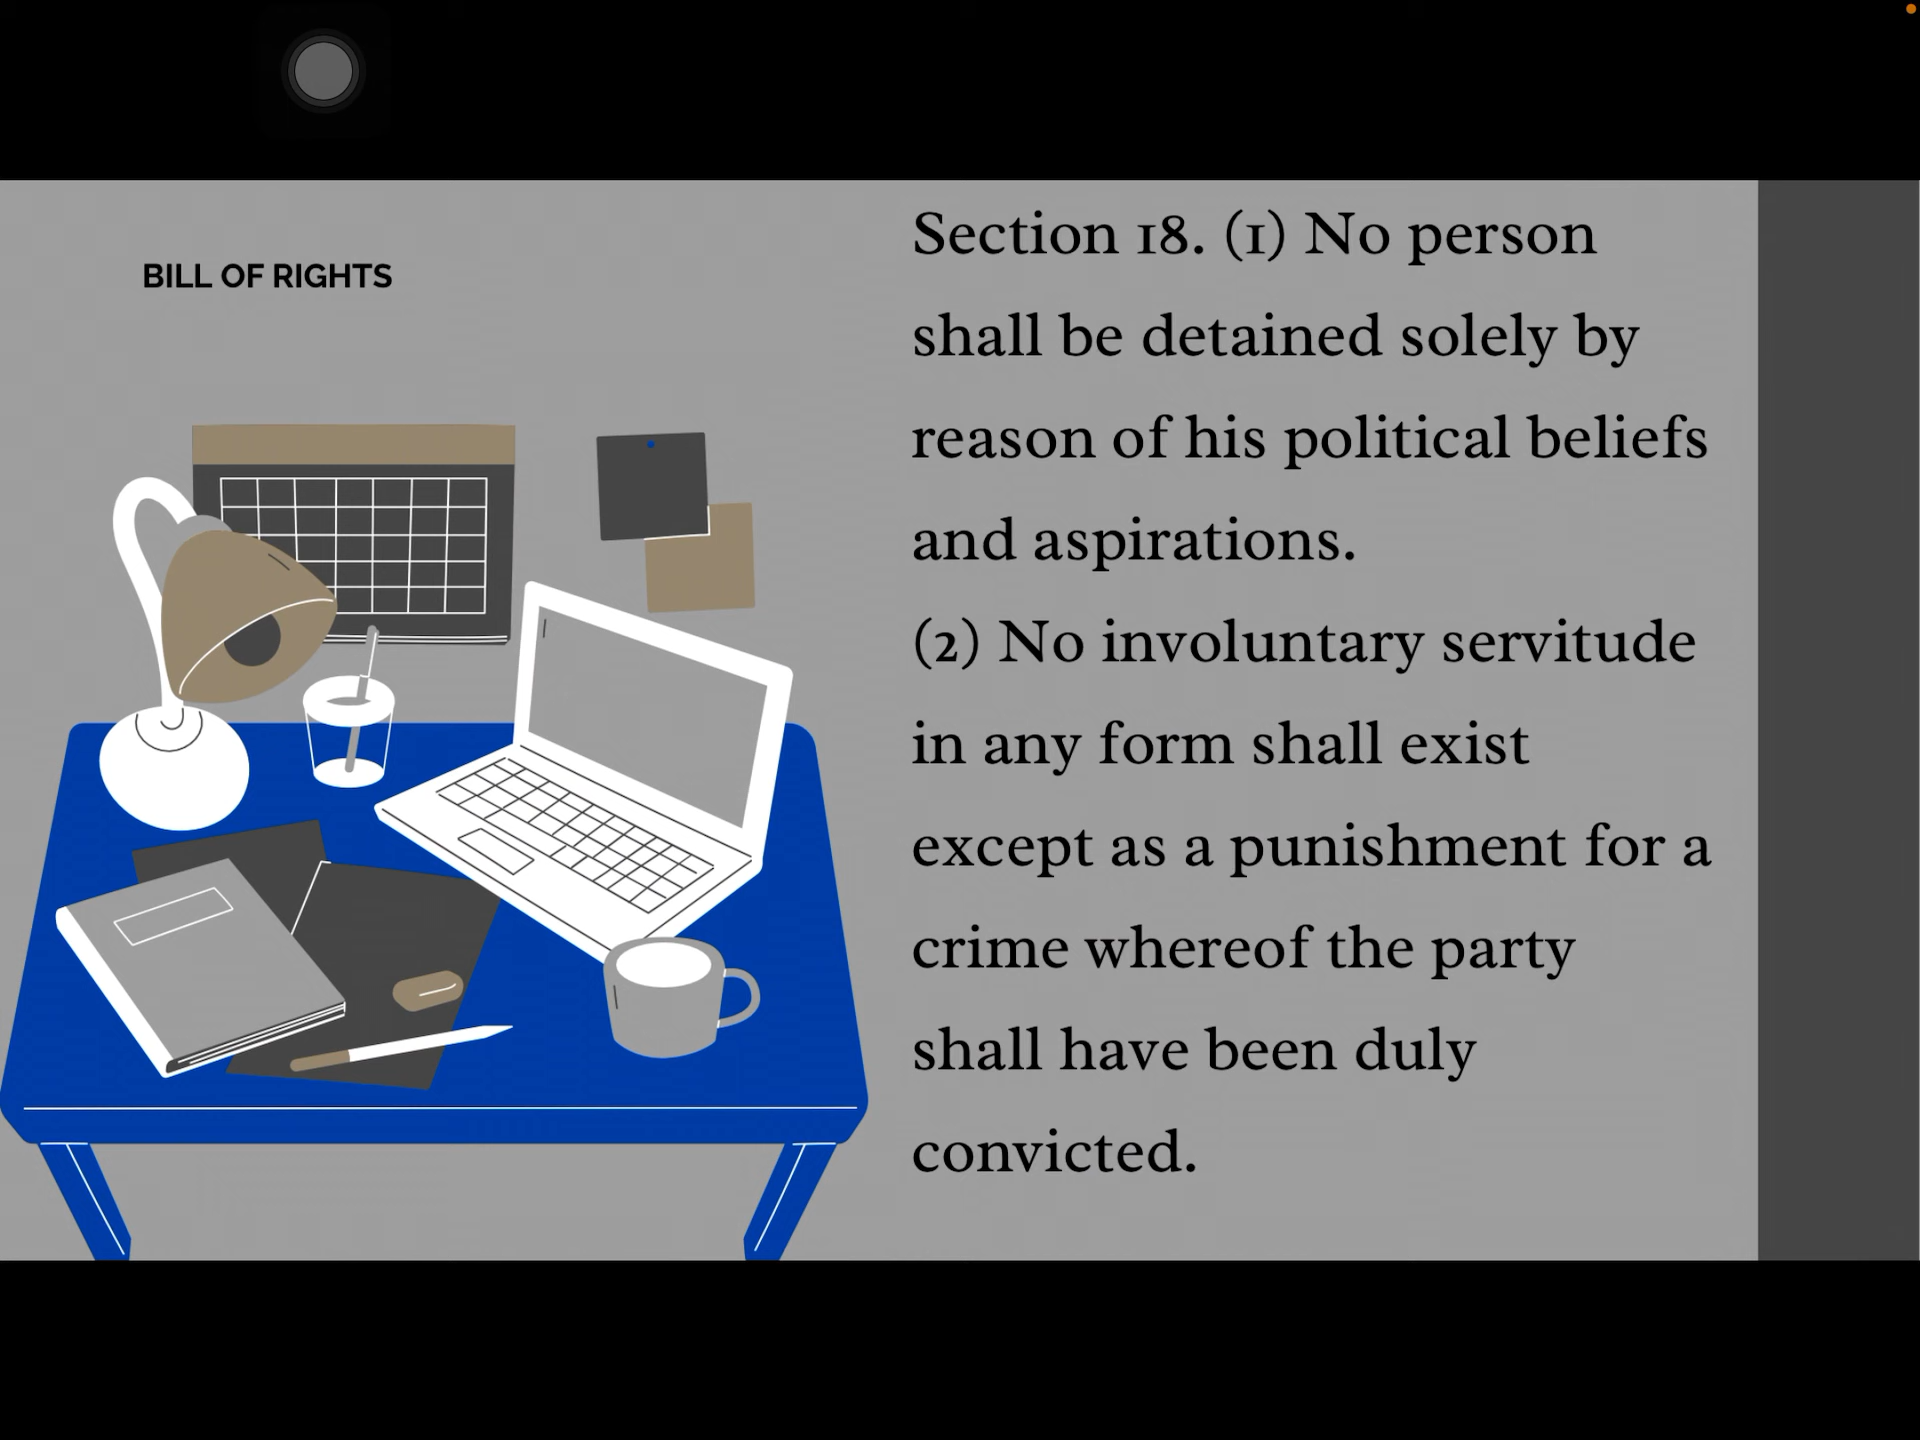 BILL OF RIGHTS
Section 18. (1) No person
shall be detained solely by
reason of his political beliefs
and aspirations.
(2) No involuntary servitude
in any form shall exist
except as a punishment for a
crime whereof the party
shall have been duly
convicted.